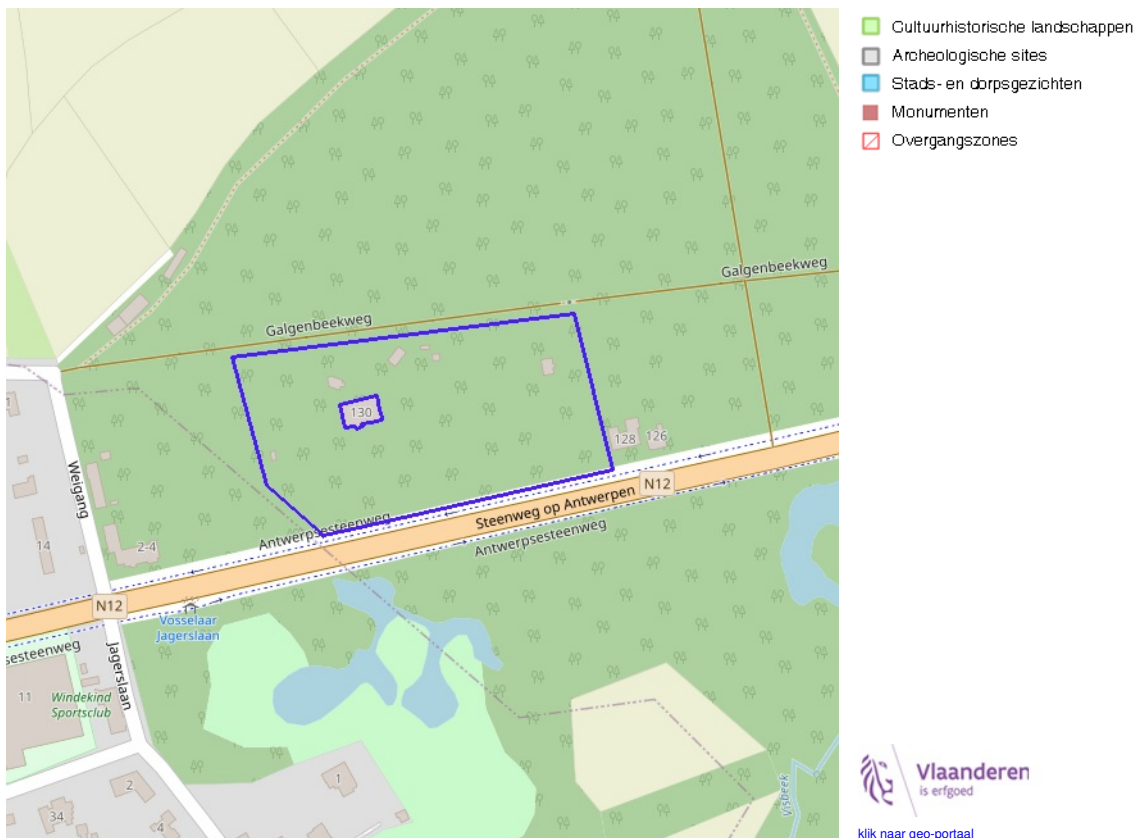 Cultuurhistorische landschappen
Archeologische sites
Stads- en dorpsgezichten
Monumenten
Overgangszones
Galgenbeekweg
Galgenbeekweg
130
128
126
N12
Steenweg op Antwerpen
Antwerpsesteenweg
Antwerpsesteenweg
Weigang
1
14
2-4
N12
Vosselaar
Jagerslaan
sesteenweg
Jagerslaan
11
Windekind
Sportsclub
2
34
4
1
Visbeek
Vlaanderen
is erfgoed
klik naar geo-portaal